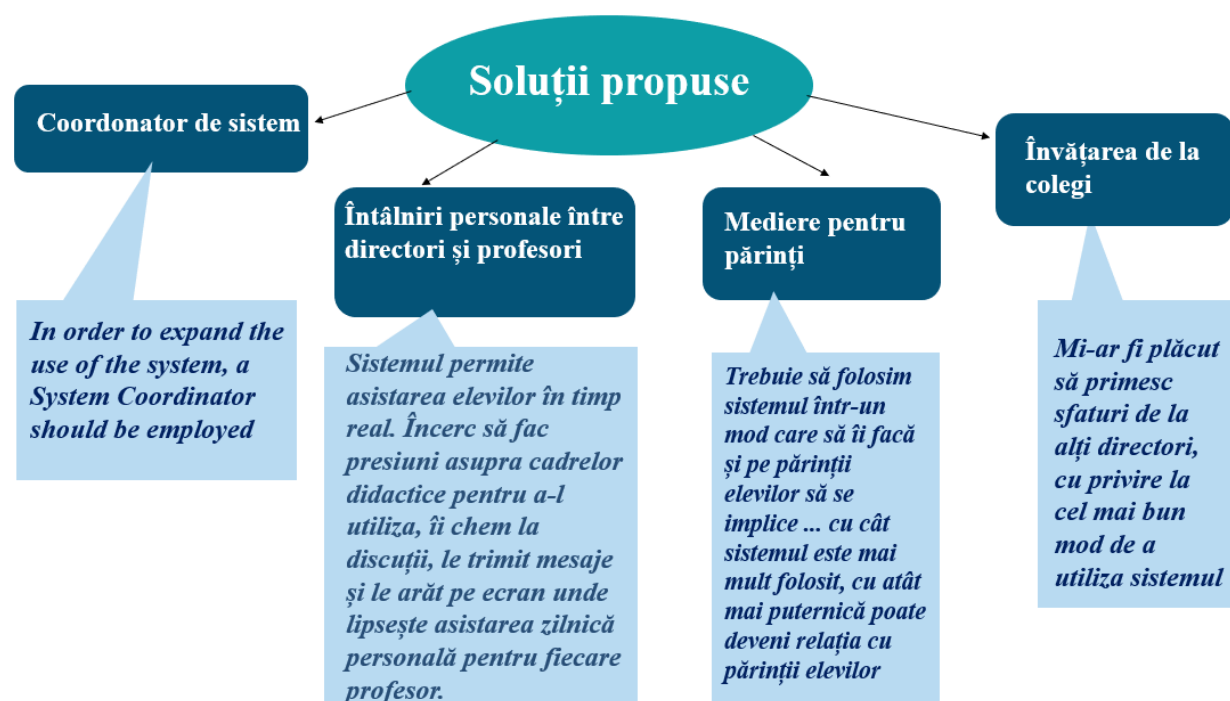 Soluții propuse
Coordonator de sistem
In order to expand the
use of the system, a
System Coordinator
should be employed
Întâlniri personale între
directori și profesori
Sistemul permite
asistarea elevilor în timp
real. Încerc să fac
presiuni asupra cadrelor
didactice pentru a-l
utiliza, îi chem la
discuții, le trimit mesaje
și le arăt pe ecran unde
lipsește asistarea zilnică
personală pentru fiecare
profesor.
Mediere pentru
părinți
Trebuie să folosim
sistemul într-un
mod care să îi facă
și pe părinții
elevilor să se
implice ... cu cât
sistemul este mai
mult folosit, cu atât
mai puternică poate
deveni relația cu
părinții elevilor
Învățarea de la
colegi
Mi-ar fi plăcut
să primesc
sfaturi de la
alți directori,
cu privire la
cel mai bun
mod de a
utiliza sistemul